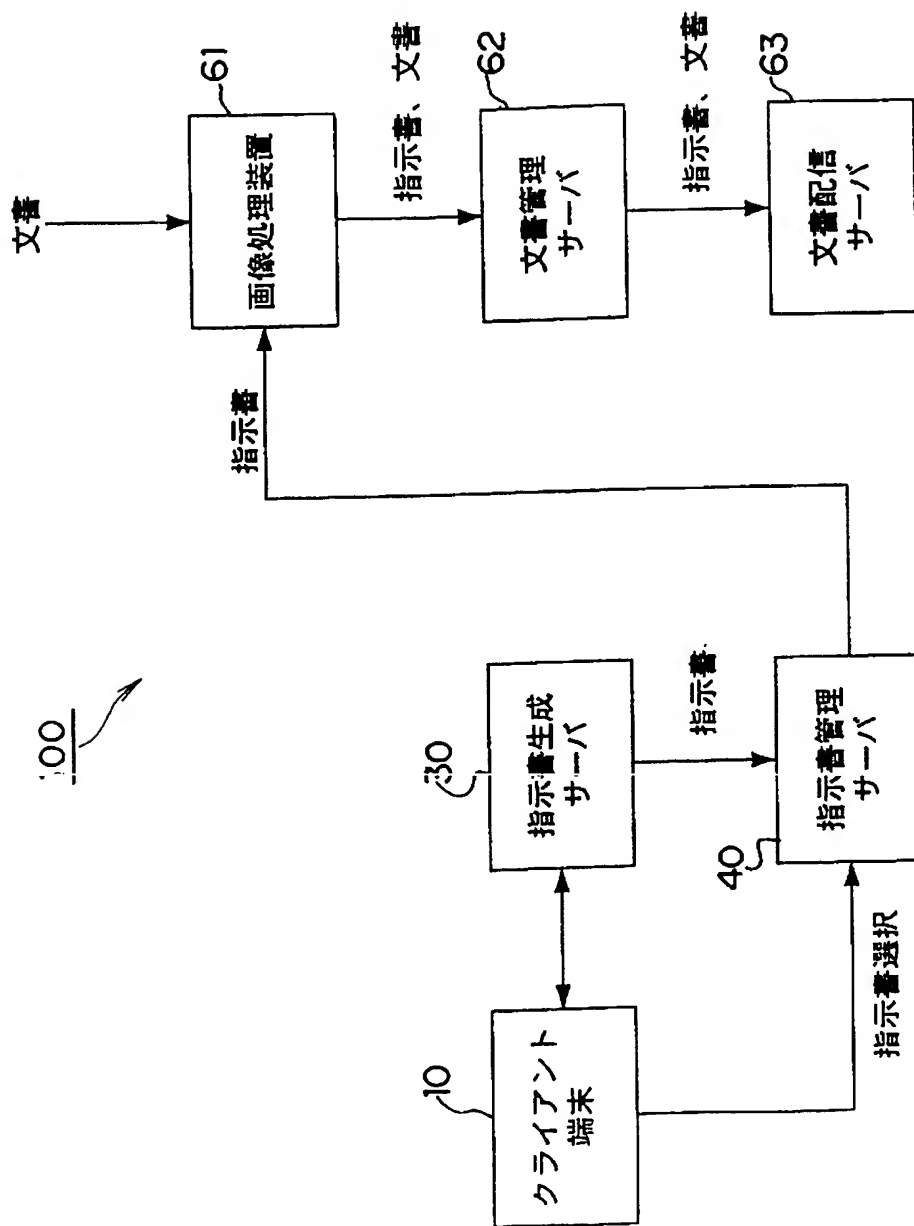 100
文書
指示書
61
画像処理装置
指示書、文書
10
クライアント
端末
30
指示書生成
サーバ
62
文書管理
サーバ
指示書
指示書、文書
40
指示書管理
サーバ
63
文書配信
サーバ
指示書選択